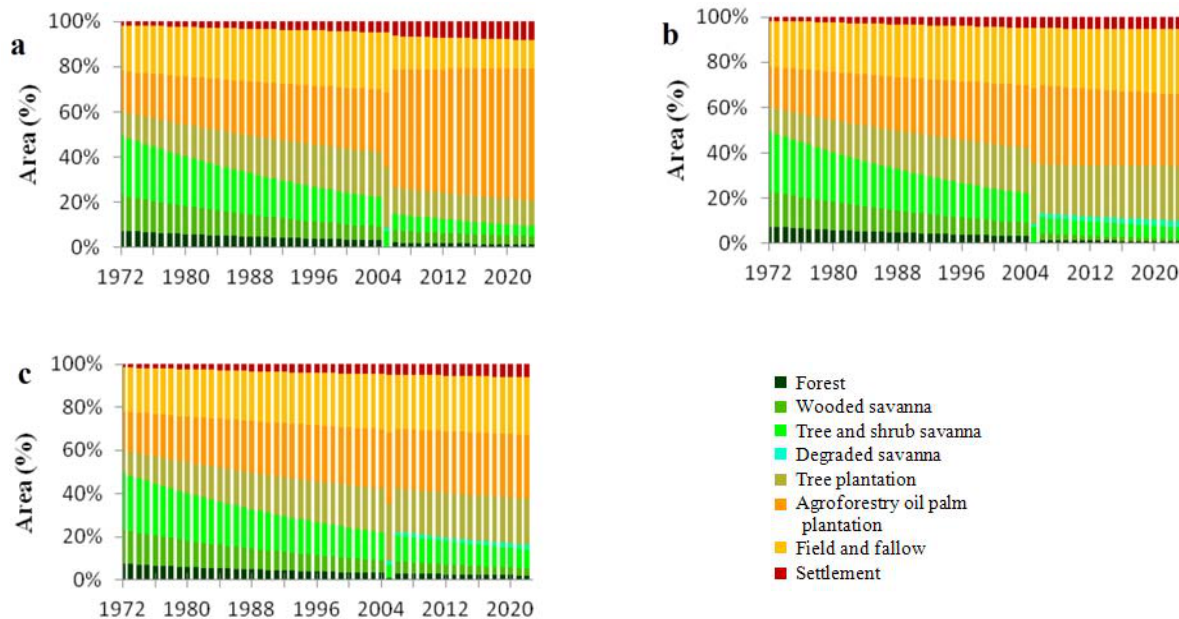 a
Area (%)
100%
80%
60%
40%
20%
0%
1972 1980 1988 1996 2004 2012 2020
b
Area (%)
100%
80%
60%
40%
20%
0%
1972 1980 1988 1996 2004 2012 2020
c
Area (%)
100%
80%
60%
40%
20%
0%
1972 1980 1988 1996 2004 2012 2020
Forest
Wooded savanna
Tree and shrub savanna
Degraded savanna
Tree plantation
Agroforestry oil palm
plantation
Field and fallow
Settlement